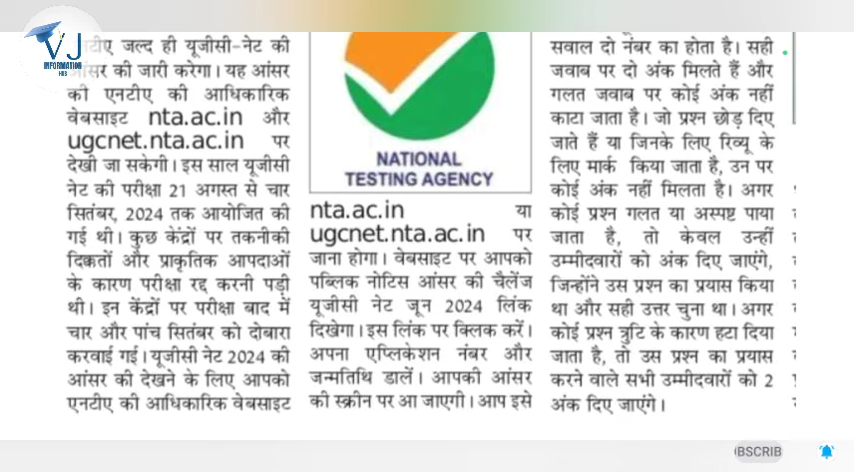 VJ
INFORMATION
HUB
एनटीए जल्द ही यूजीसी-नेट की
आंसर की जारी करेगा। यह आंसर
की एनटीए की आधिकारिक
वेबसाइट nta.ac.in और
ugcnet.nta.ac.in पर
देखी जा सकेगी। इस साल यूजीसी
नेट की परीक्षा 21 अगस्त से चार
सितंबर, 2024 तक आयोजित की
गई थी। कुछ केंद्रों पर तकनीकी
दिक्कतों और प्राकृतिक आपदाओं
के कारण परीक्षा रद्द करनी पड़ी
थी। इन केंद्रों पर परीक्षा बाद में
चार और पांच सितंबर को दोबारा
करवाई गई। यूजीसी नेट 2024 की
आंसर की देखने के लिए आपको
एनटीए की आधिकारिक वेबसाइट
NATIONAL
TESTING AGENCY
nta.ac.in या
ugcnet.nta.ac.in पर
जाना होगा। वेबसाइट पर आपको
पब्लिक नोटिस आंसर की चैलेंज
यूजीसी नेट जून 2024 लिंक
दिखेगा। इस लिंक पर क्लिक करें।
अपना एप्लिकेशन नंबर और
जन्मतिथि डालें। आपकी आंसर
की स्क्रीन पर आ जाएगी। आप इसे
सवाल दो नंबर का होता है। सही
जवाब पर दो अंक मिलते हैं और
गलत जवाब पर कोई अंक नहीं
काटा जाता है। जो प्रश्न छोड़ दिए
जाते हैं या जिनके लिए रिव्यू के
लिए मार्क किया जाता है, उन पर
कोई अंक नहीं मिलता है। अगर
कोई प्रश्न गलत या अस्पष्ट पाया
जाता है, तो केवल उन्हीं
उम्मीदवारों को अंक दिए जाएंगे,
जिन्होंने उस प्रश्न का प्रयास किया
था और सही उत्तर चुना था। अगर
कोई प्रश्न त्रुटि के कारण हटा दिया
जाता है, तो उस प्रश्न का प्रयास
करने वाले सभी उम्मीदवारों को 2
अंक दिए जाएंगे।
BSCRIB